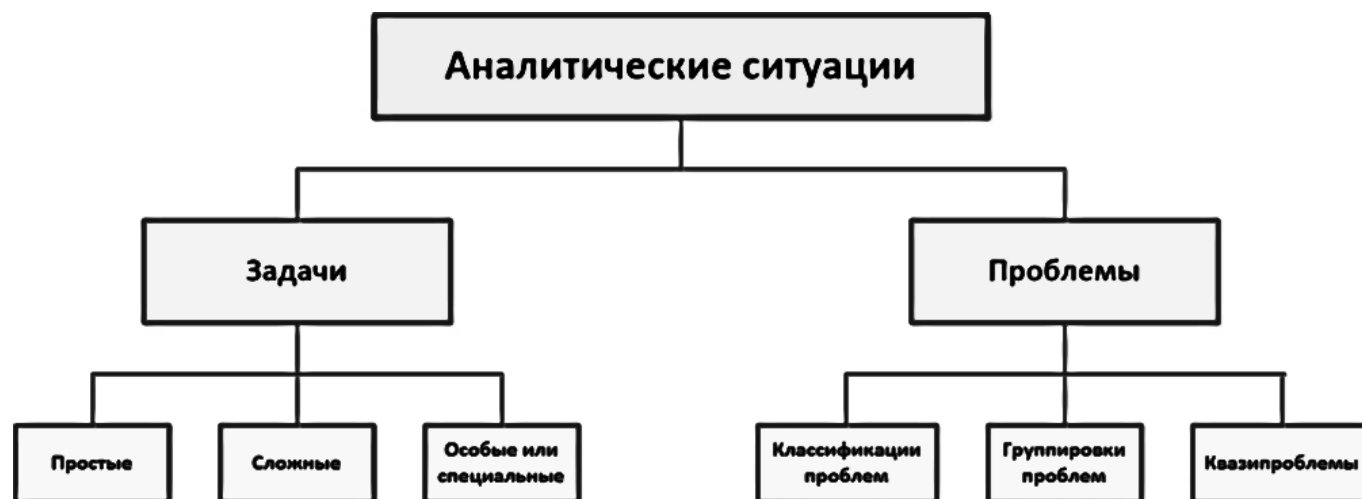 Аналитические ситуации
Задачи
Проблемы
Простые
Сложные
Особые или
специальные
Классификации
проблем
Группировки
проблем
Квазипроблемы